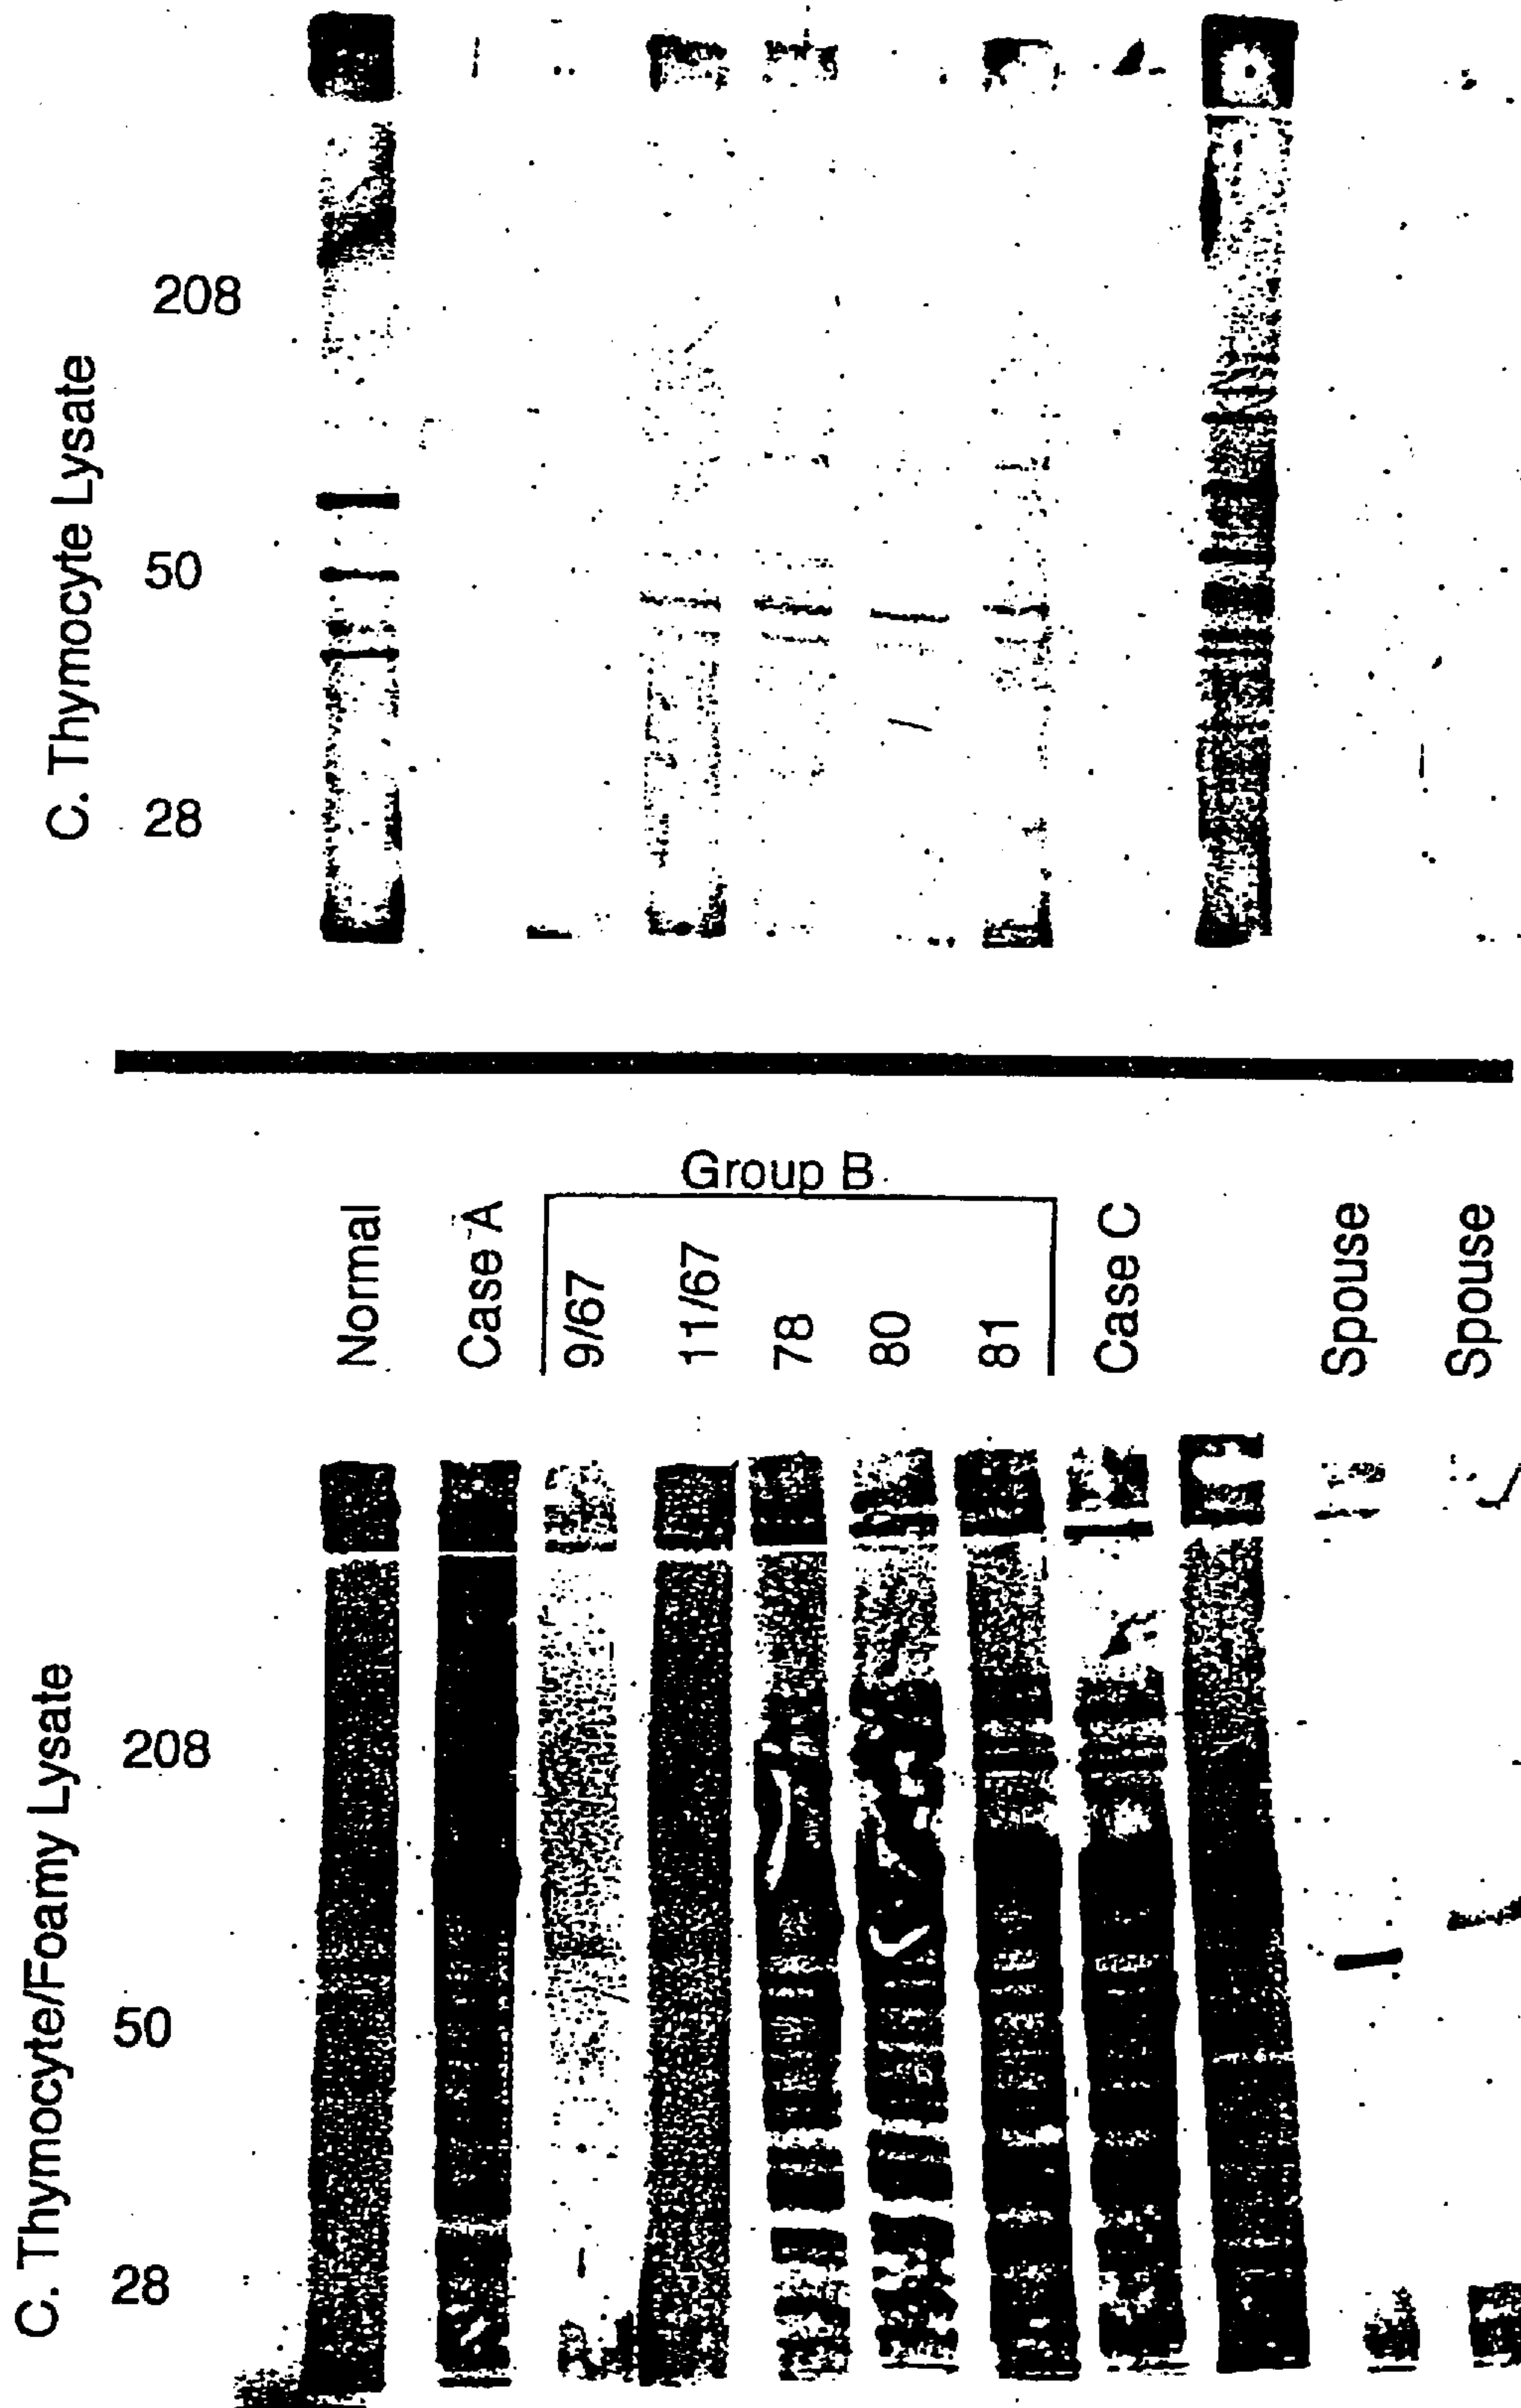 C. Thymocyte Lysate
208
50
28
Group B
Normal
Case A
9/67
11/67
78
80
81
Case C
Spouse
Spouse
C. Thymocyte/Foamy Lysate
208
50
28